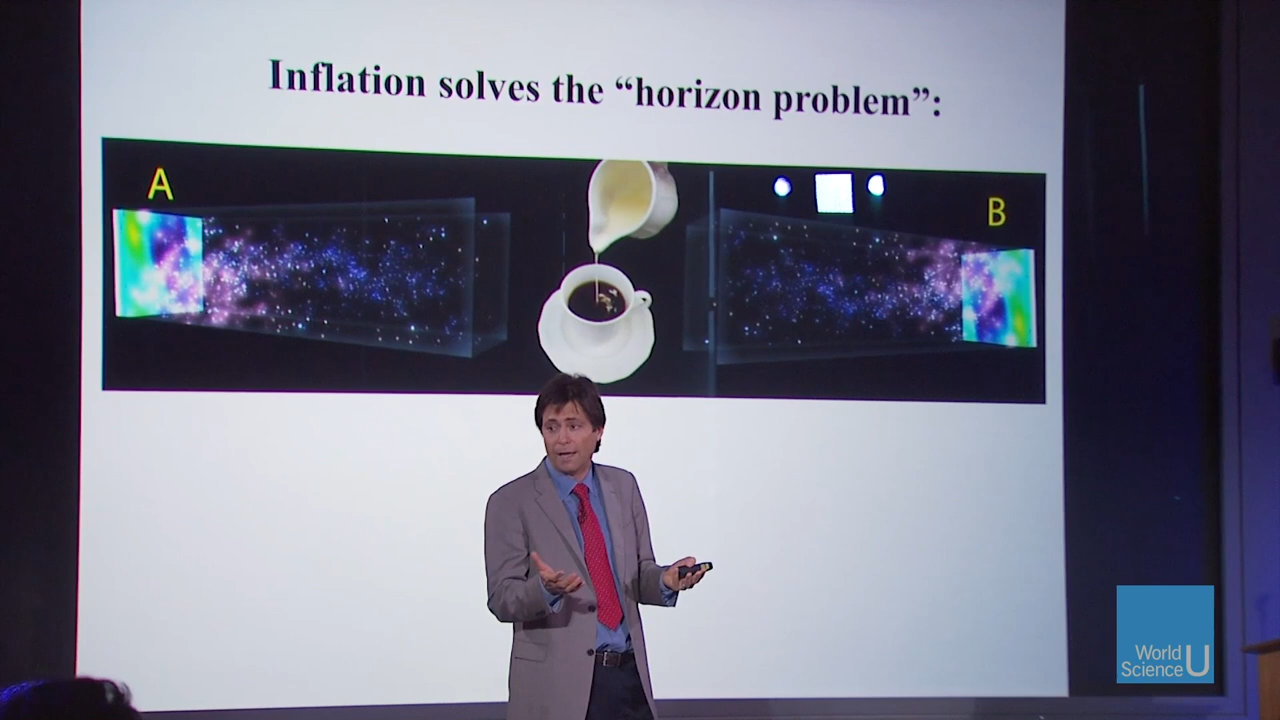 Inflation solves the “horizon problem”:
A
B
World
Science U